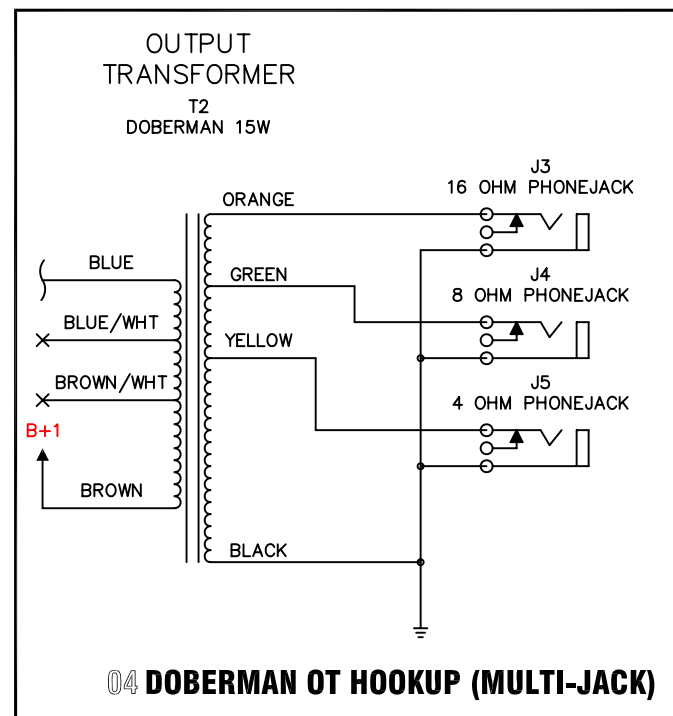 OUTPUT
TRANSFORMER
T2
DOBERMAN 15W
J3
16 OHM PHONEJACK
ORANGE
BLUE
GREEN
J4
8 OHM PHONEJACK
BLUE/WHT
YELLOW
BROWN/WHT
J5
4 OHM PHONEJACK
B+1
BROWN
BLACK
04 DOBERMAN OT HOOKUP (MULTI-JACK)